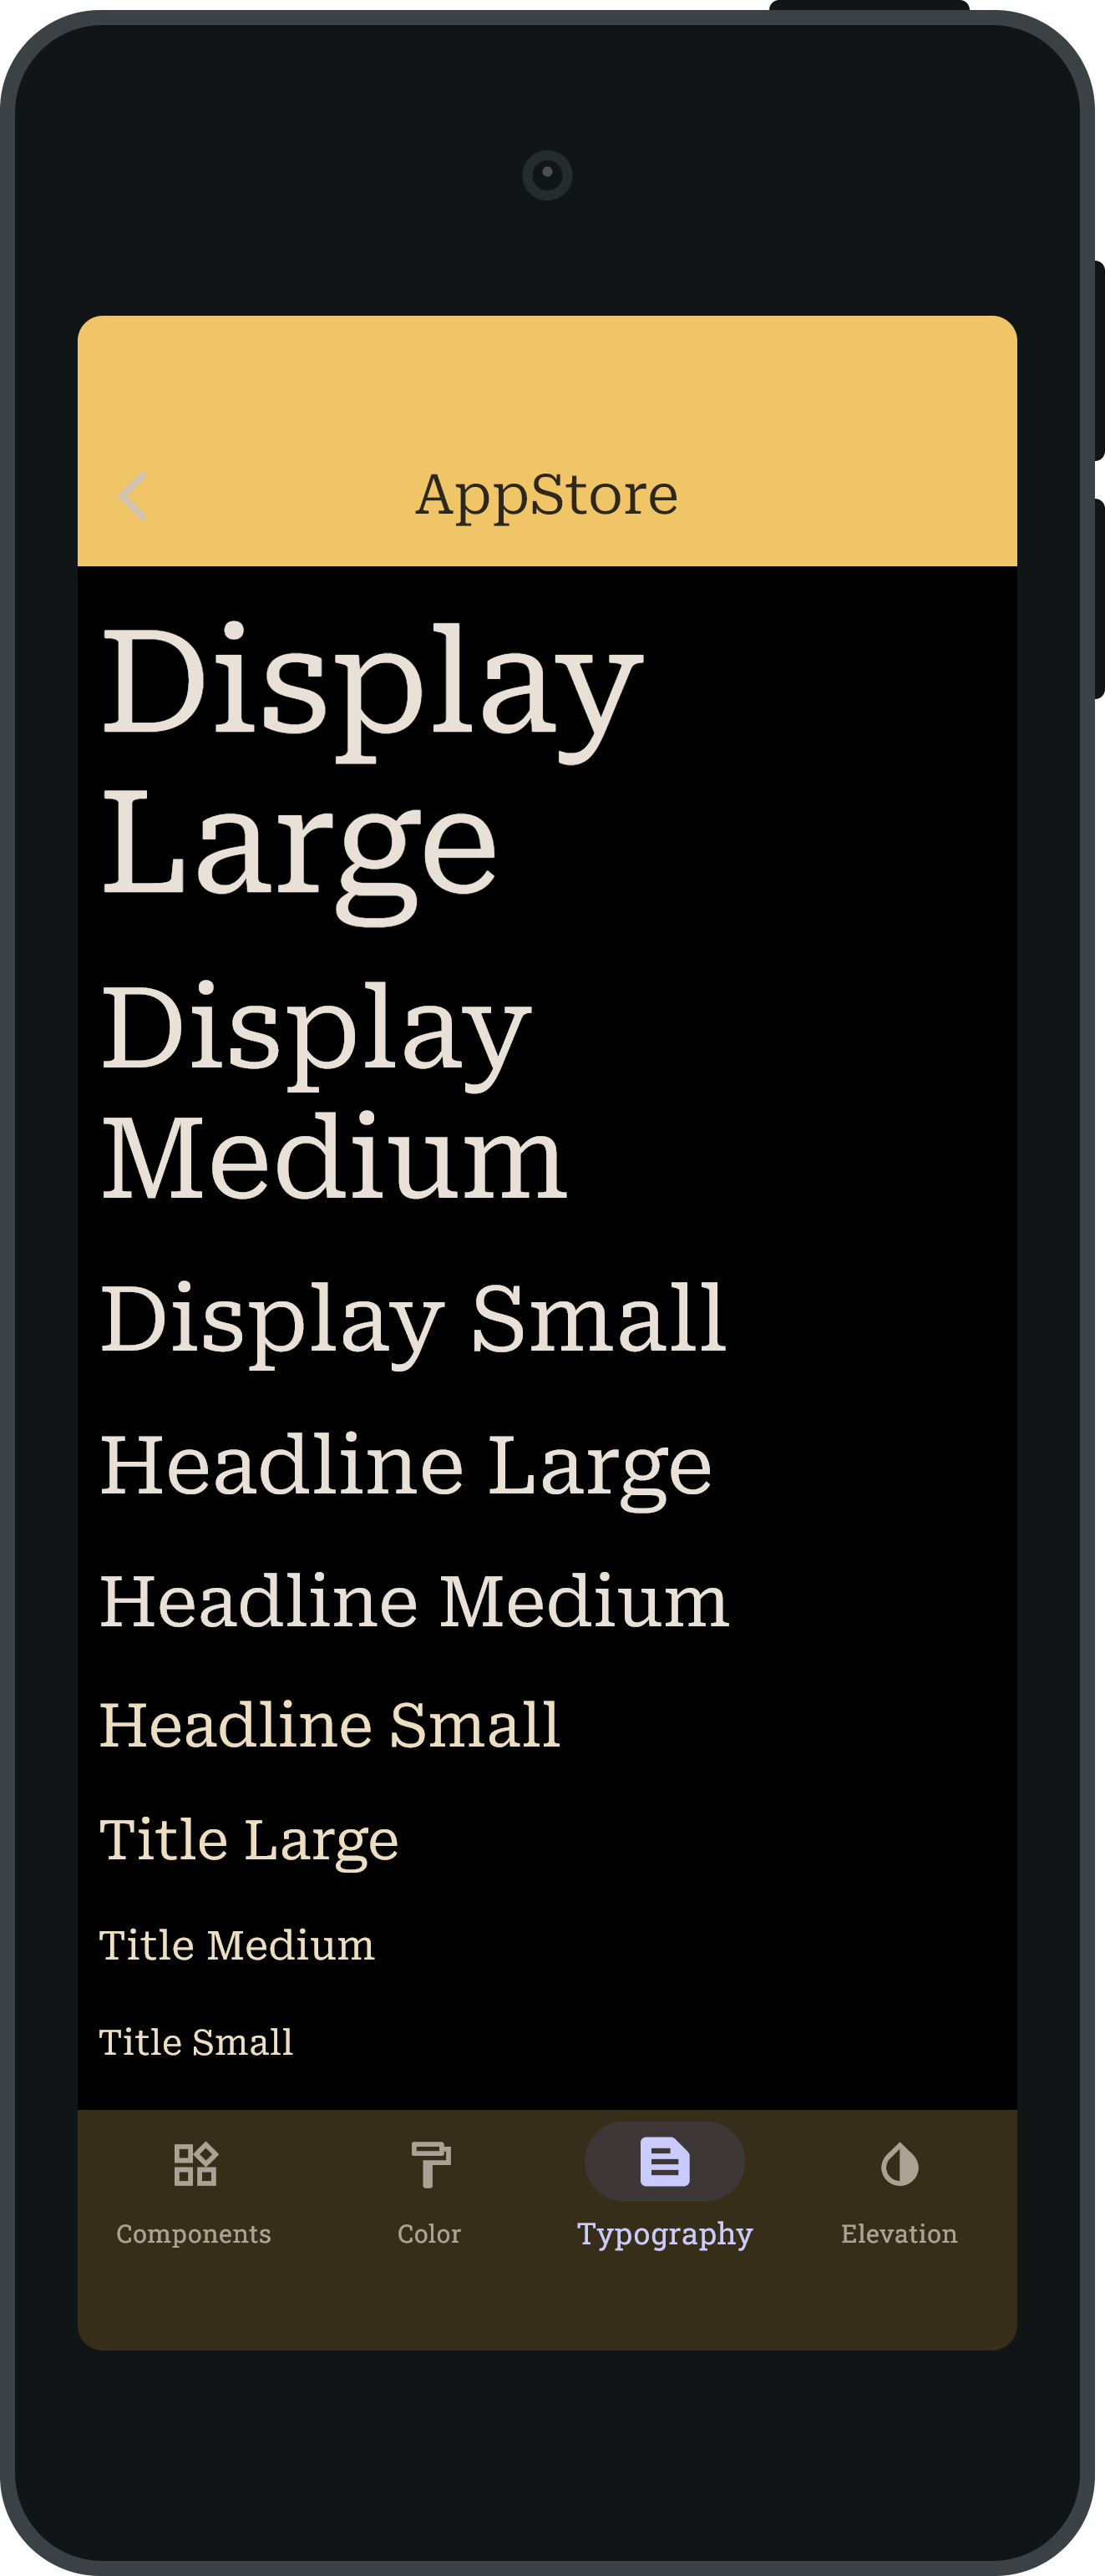 AppStore
Display
Large
Display
Medium
Display Small
Headline Large
Headline Medium
Headline Small
Title Large
Title Medium
Title Small
Components
Color
Typography
Elevation